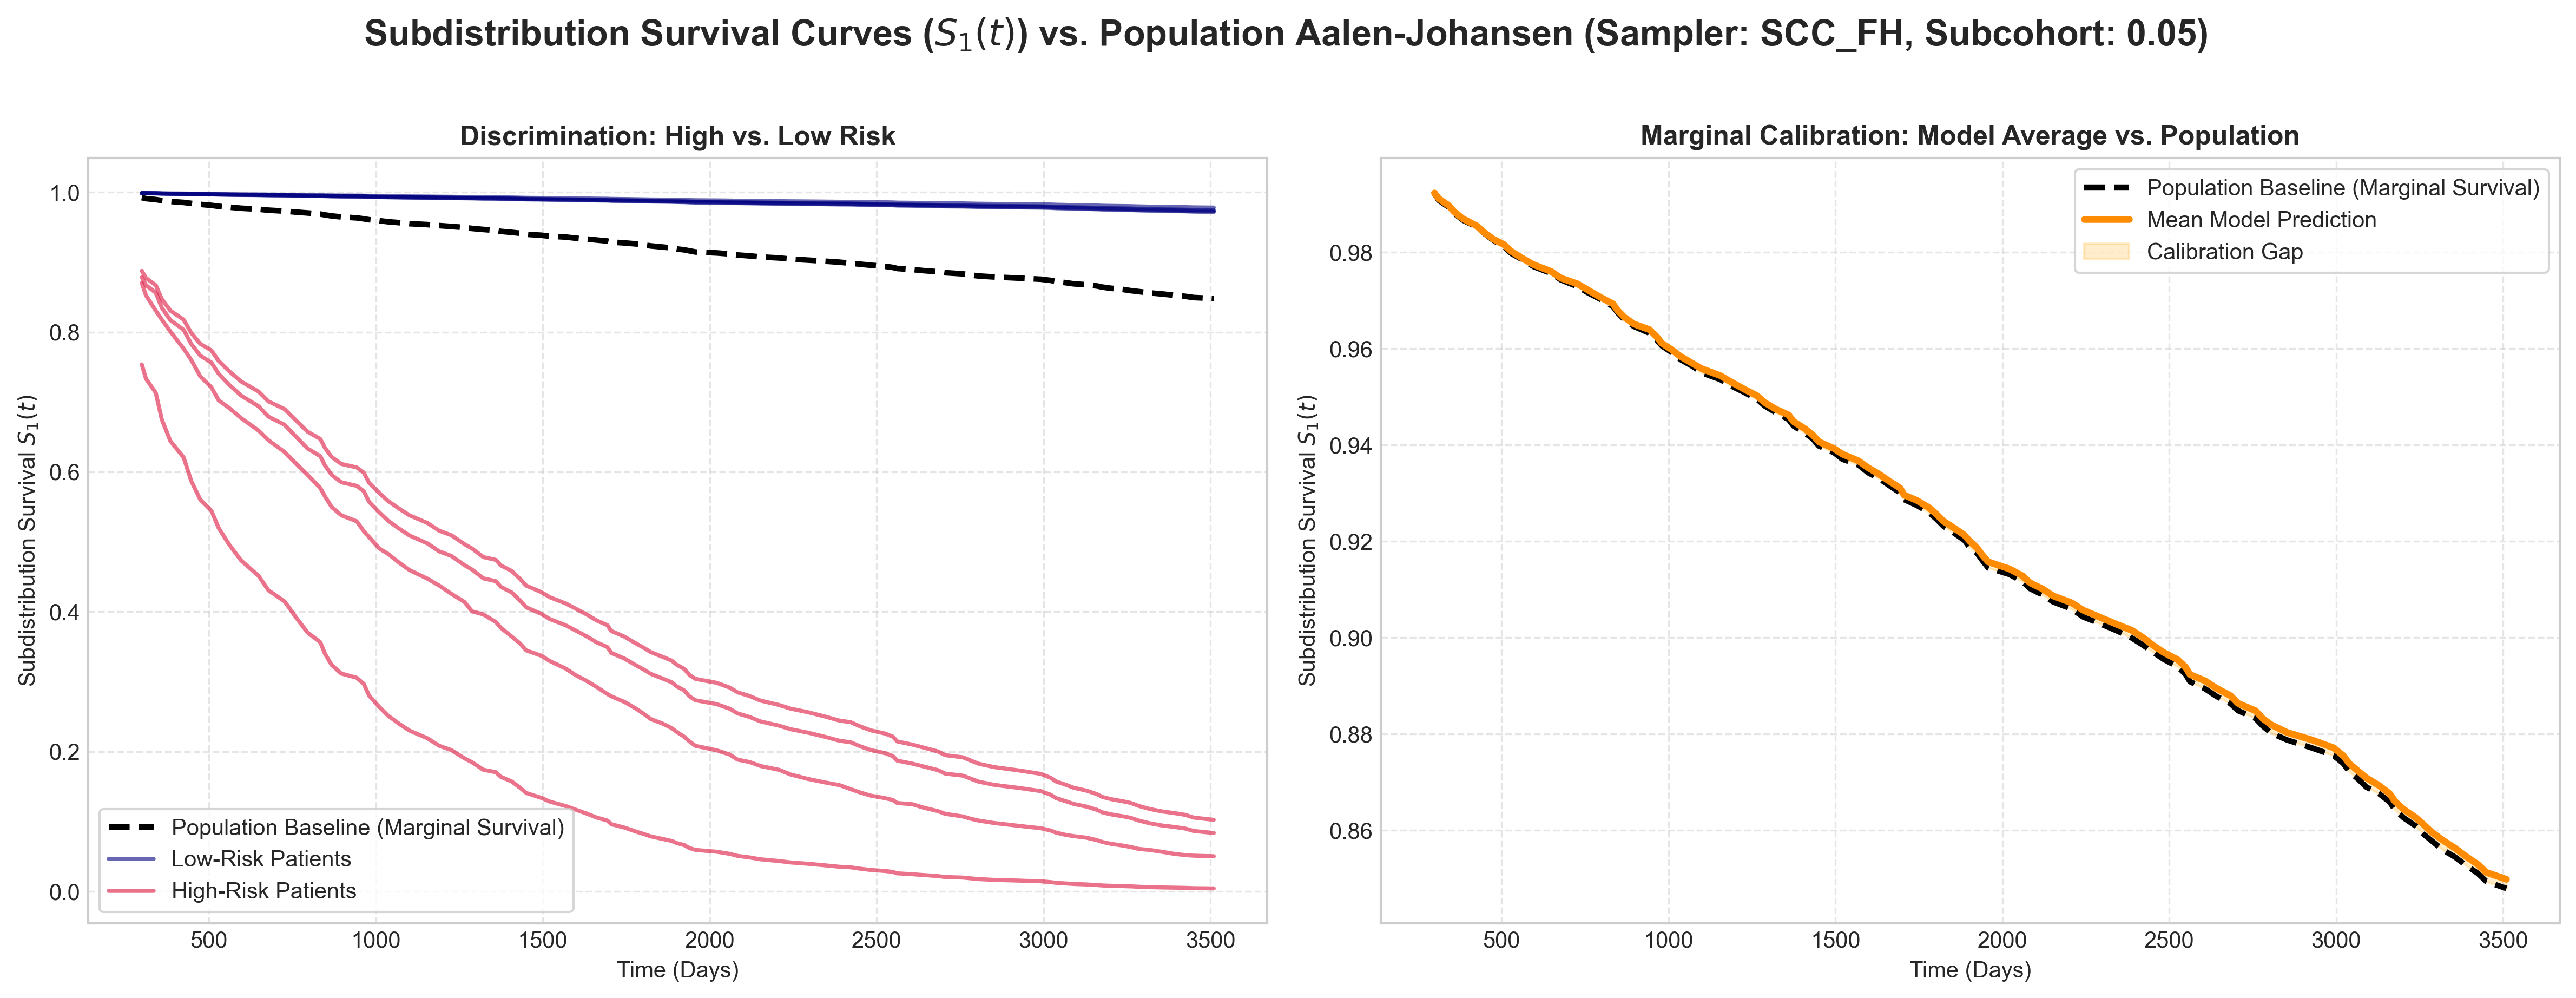 Subdistribution Survival Curves (S₁(t)) vs. Population Aalen-Johansen (Sampler: SCC_FH, Subcohort: 0.05)
Discrimination: High vs. Low Risk
Subdistribution Survival S₁(t)
1.0
0.8
0.6
0.4
0.2
0.0
Population Baseline (Marginal Survival)
Low-Risk Patients
High-Risk Patients
500 1000 1500 2000 2500 3000 3500
Time (Days)
Marginal Calibration: Model Average vs. Population
Subdistribution Survival S₁(t)
0.98
0.96
0.94
0.92
0.90
0.88
0.86
Population Baseline (Marginal Survival)
Mean Model Prediction
Calibration Gap
500 1000 1500 2000 2500 3000 3500
Time (Days)